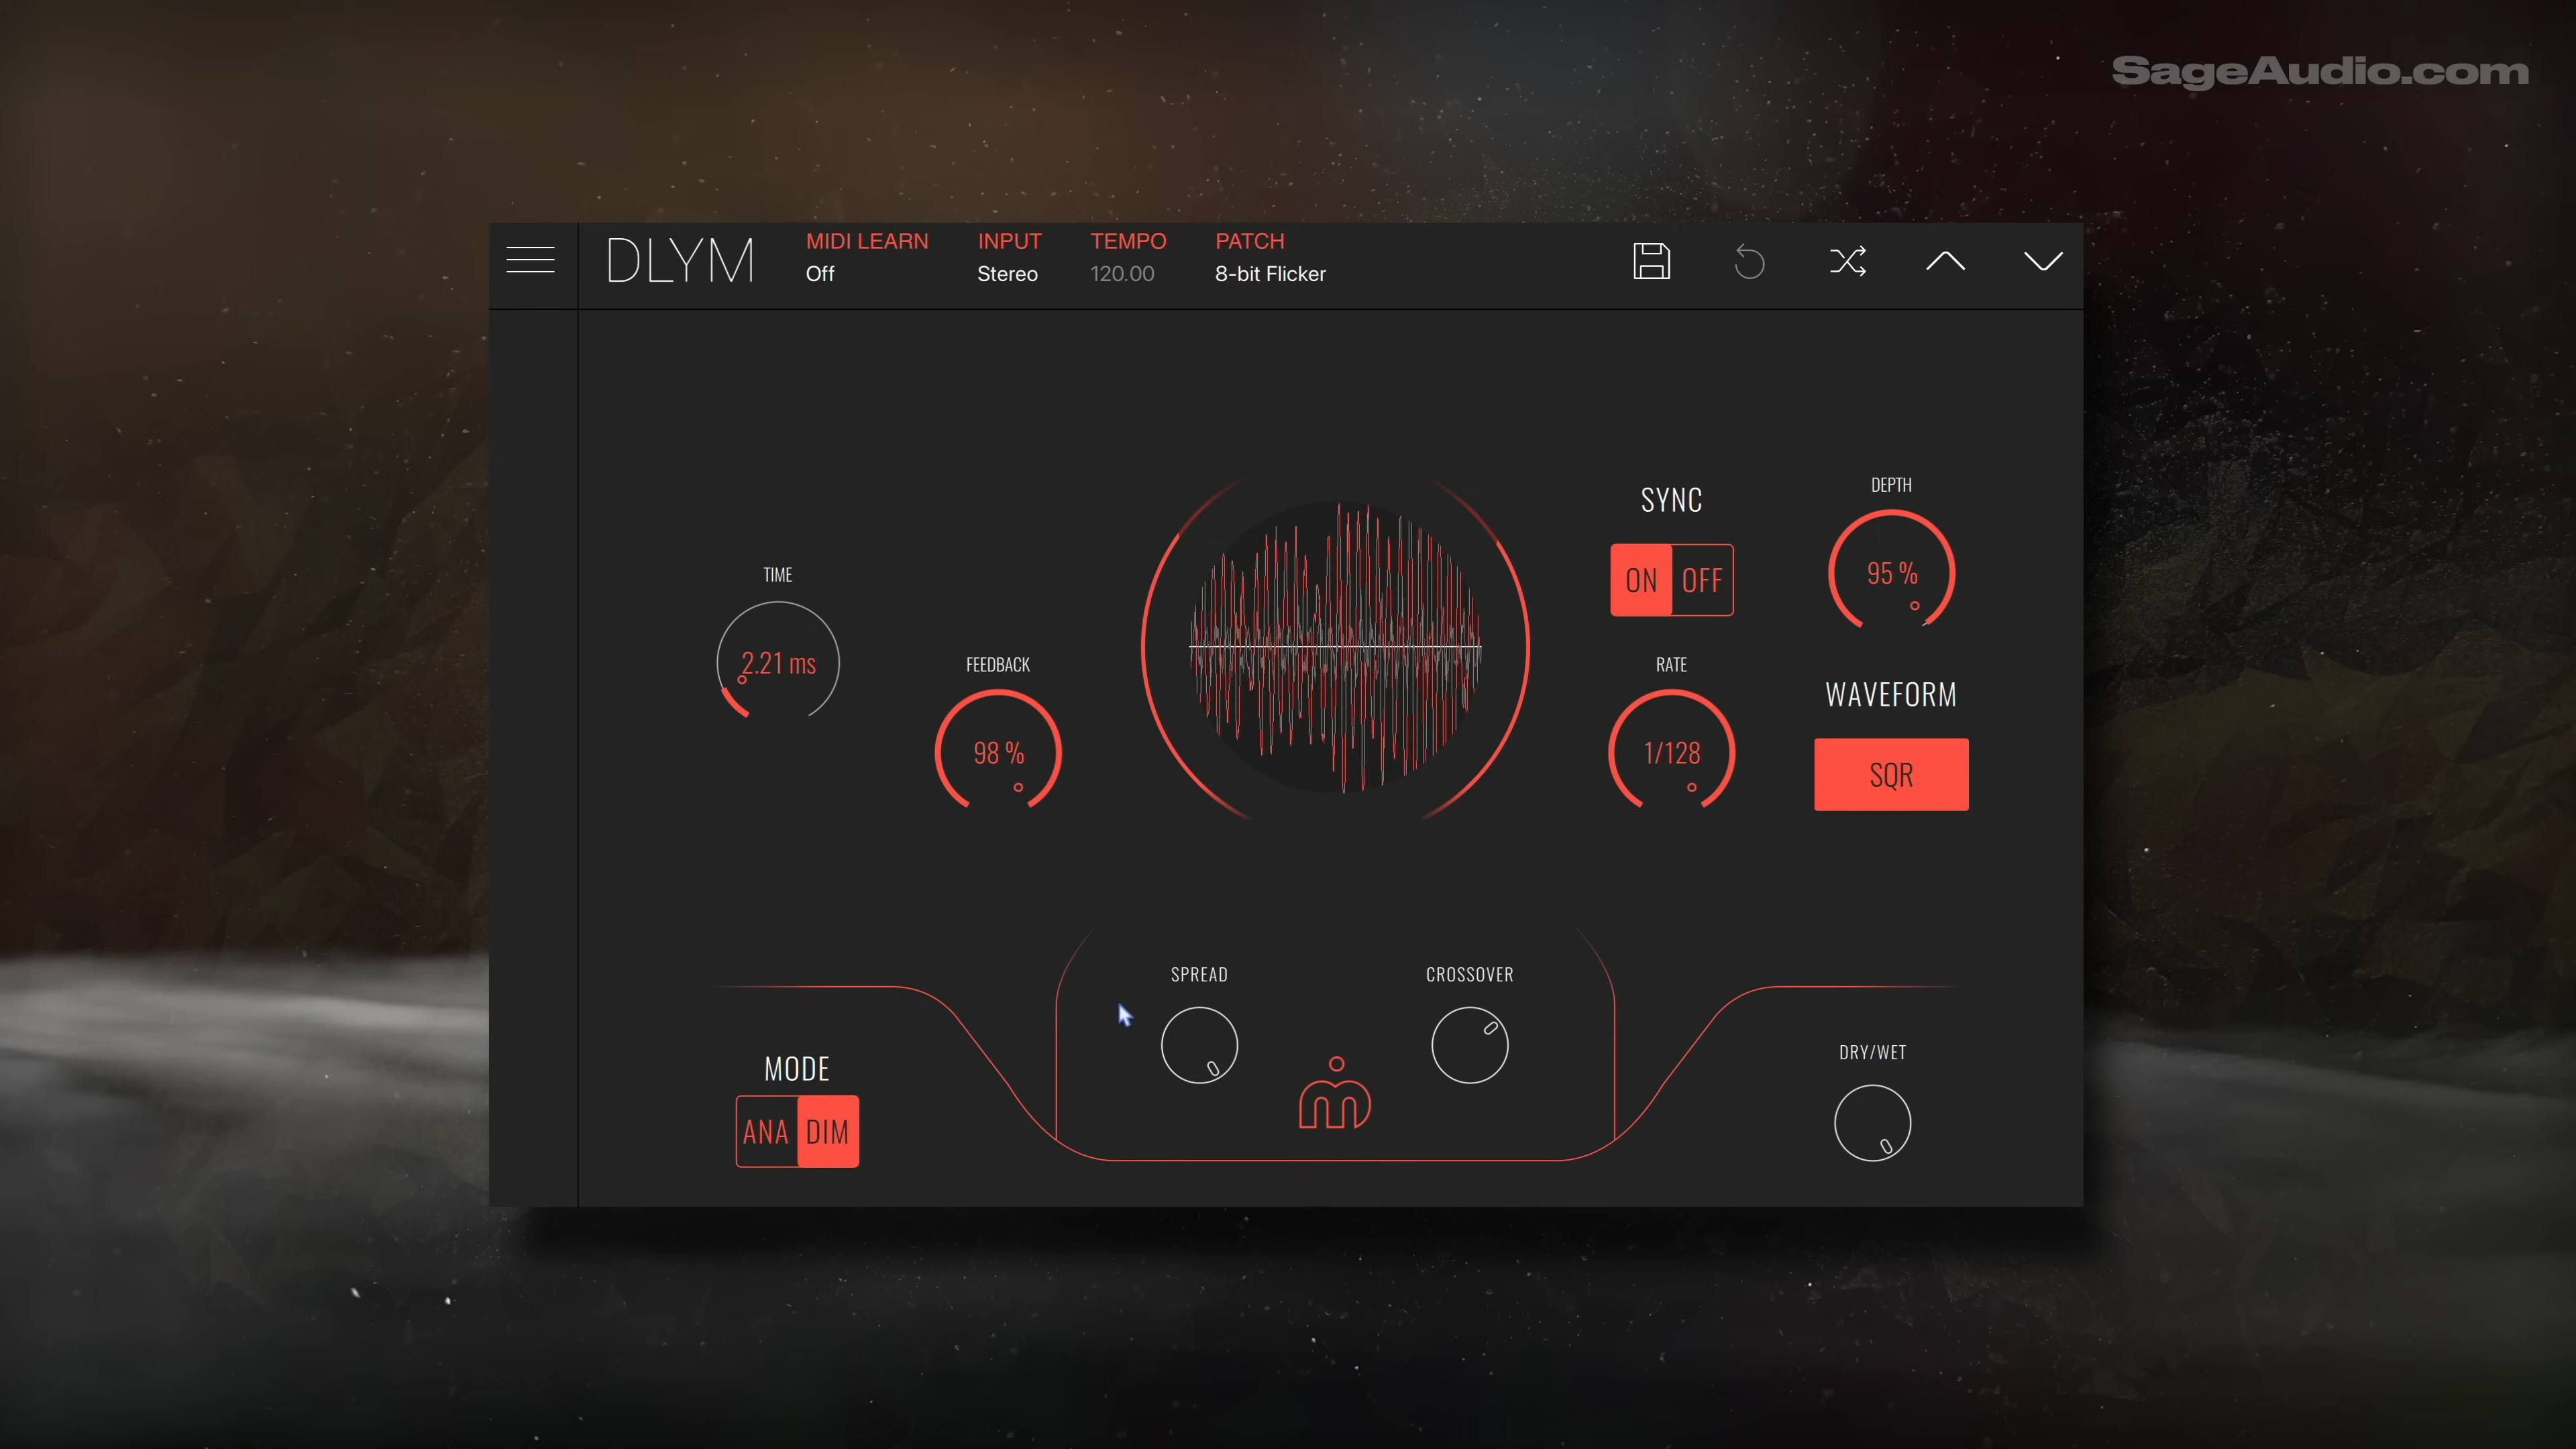 SageAudio.com
DLYM
MIDI LEARN
Off
INPUT
Stereo
TEMPO
120.00
PATCH
8-bit Flicker
TIME
2.21 ms
FEEDBACK
98 %
SYNC
ON OFF
RATE
1/128
DEPTH
95 %
WAVEFORM
SQR
SPREAD
CROSSOVER
MODE
ANA DIM
DRY/WET